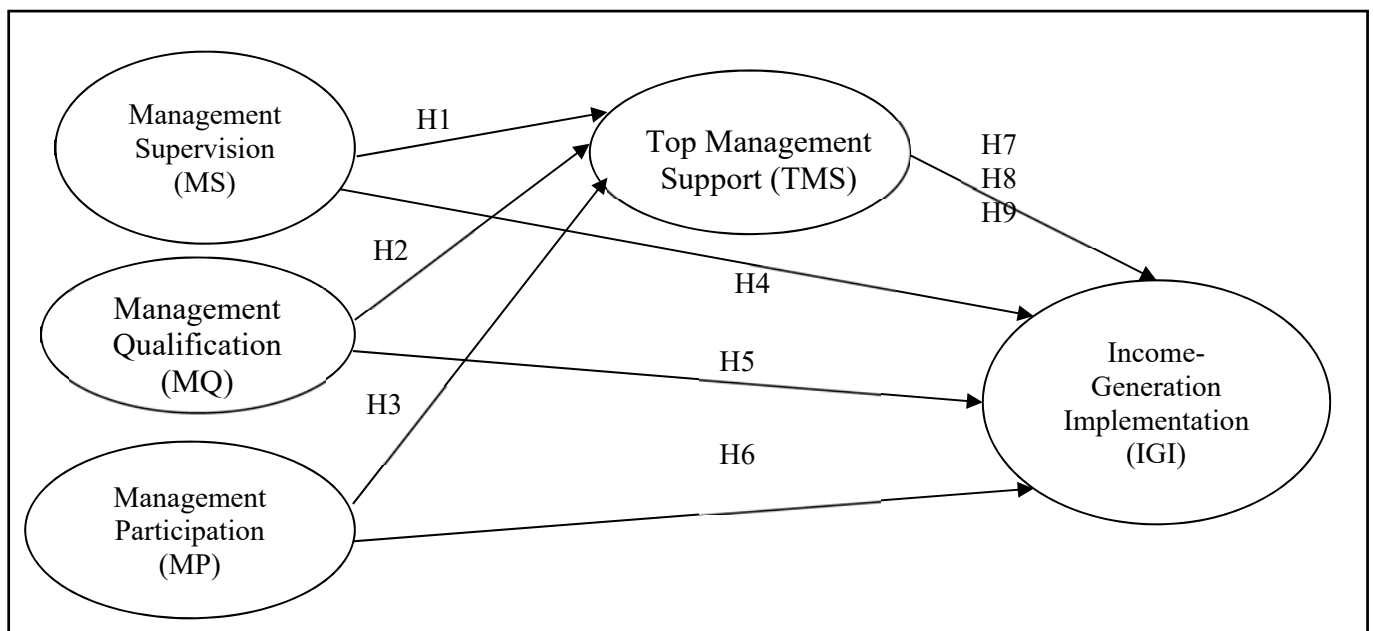 Management
Supervision
(MS)
H1
Top Management
Support (TMS)
H7
H8
H9
H2
H4
Management
Qualification
(MQ)
H5
Income-
Generation
Implementation
(IGI)
H3
H6
Management
Participation
(MP)